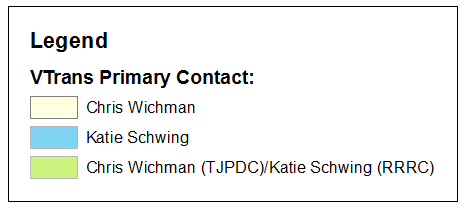 Legend
VTrans Primary Contact:
Chris Wichman
Katie Schwing
Chris Wichman (TJPDC)/Katie Schwing (RRRC)